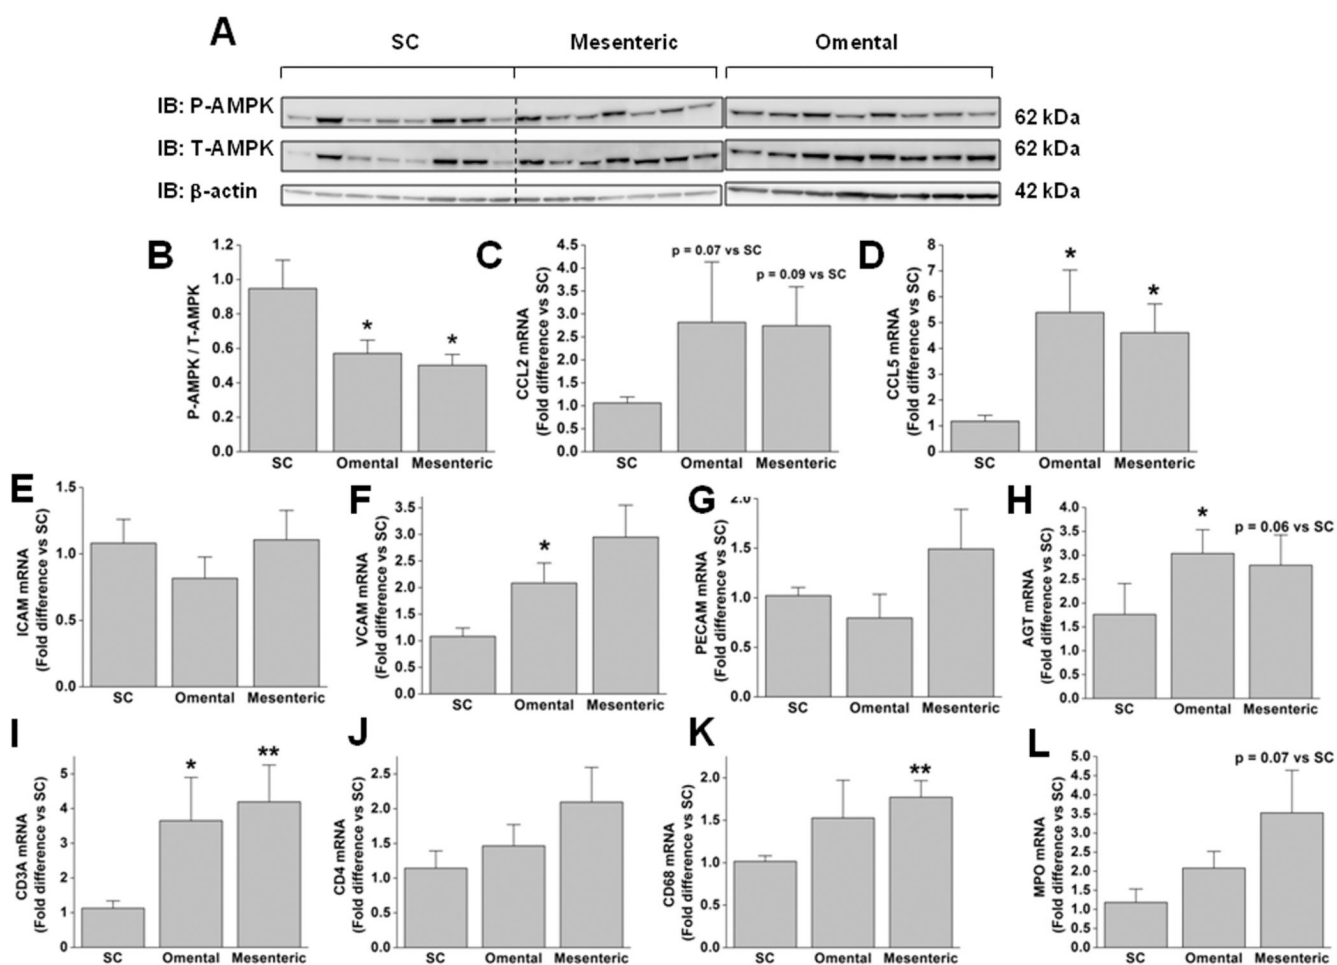 A
SC Mesenteric Omental
IB: P-AMPK 62 kDa
IB: T-AMPK 62 kDa
IB: β-actin 42 kDa
B
P-AMPK / T-AMPK
1.2
1.0
0.8
0.6
0.4
0.2
0.0
* *
SC Omental Mesenteric
C
CCL2 mRNA
(Fold difference vs SC)
4.5
4.0
3.5
3.0
2.5
2.0
1.5
1.0
0.5
0.0
p = 0.07 vs SC
p = 0.09 vs SC
SC Omental Mesenteric
D
CCL5 mRNA
(Fold difference vs SC)
8
7
6
5
4
3
2
1
0
* *
SC Omental Mesenteric
E
ICAM mRNA
(Fold difference vs SC)
1.5
1.0
0.5
0.0
SC Omental Mesenteric
F
VCAM mRNA
(Fold difference vs SC)
3.5
3.0
2.5
2.0
1.5
1.0
0.5
0.0
*
SC Omental Mesenteric
G
PECAM mRNA
(Fold difference vs SC)
2.0
1.5
1.0
0.5
0.0
SC Omental Mesenteric
H
AGT mRNA
(Fold difference vs SC)
4.0
3.5
3.0
2.5
2.0
1.5
1.0
0.5
0.0
*
p = 0.06 vs SC
SC Omental Mesenteric
I
CD3A mRNA
(Fold difference vs SC)
5
4
3
2
1
0
* **
SC Omental Mesenteric
J
CD4 mRNA
(Fold difference vs SC)
2.5
2.0
1.5
1.0
0.5
0.0
SC Omental Mesenteric
K
CD68 mRNA
(Fold difference vs SC)
2.0
1.5
1.0
0.5
0.0
**
SC Omental Mesenteric
L
MPO mRNA
(Fold difference vs SC)
5.0
4.5
4.0
3.5
3.0
2.5
2.0
1.5
1.0
0.5
0.0
p = 0.07 vs SC
SC Omental Mesenteric